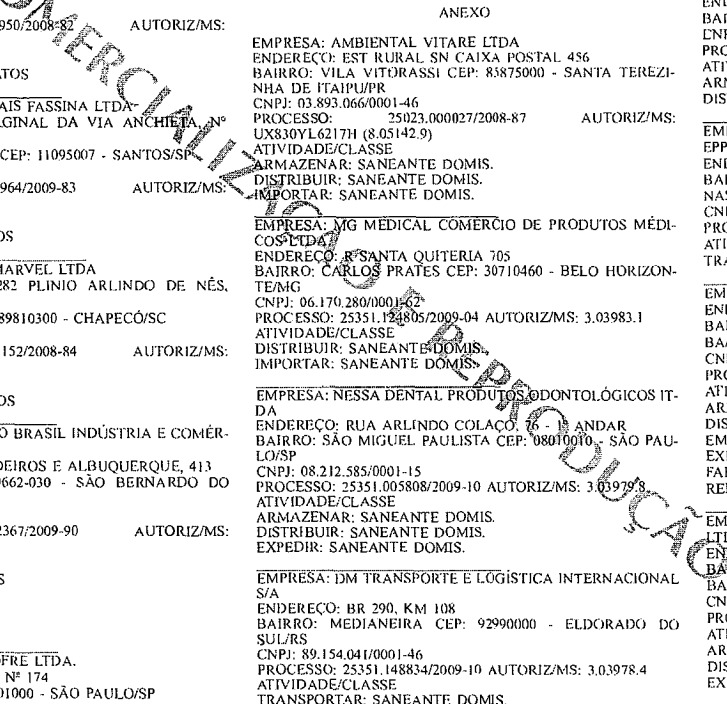 950/2008-82 AUTORIZ/MS:
ATOS
AIS FASSINA LTDA
ARGINAL DA VIA ANCHIETA, Nº
CEP: 11095007 - SANTOS/SP
964/2009-83 AUTORIZ/MS:
OS
MARVEL LTDA
282 PLINIO ARLINDO DE NÊS,
89810300 - CHAPECÓ/SC
152/2008-84 AUTORIZ/MS:
OS
O BRASIL INDÚSTRIA E COMÉR-
DEIROS E ALBUQUERQUE, 413
9662-030 - SÃO BERNARDO DO
2367/2009-90 AUTORIZ/MS:
S
OFRE LTDA.
Nº 174
01000 - SÃO PAULO/SP
ANEXO
EMPRESA: AMBIENTAL VITARE LTDA
ENDEREÇO: EST RURAL SN CAIXA POSTAL 456
BAIRRO: VILA VITORASSI CEP: 85875000 - SANTA TEREZI-
NHA DE ITAIPU/PR
CNPJ: 03.893.066/0001-46
PROCESSO: 25023.000027/2008-87 AUTORIZ/MS:
UX830YL6217H (8.05142.9)
ATIVIDADE/CLASSE
ARMAZENAR: SANEANTE DOMIS.
DISTRIBUIR: SANEANTE DOMIS.
IMPORTAR: SANEANTE DOMIS.
EMPRESA: MG MEDICAL COMÉRCIO DE PRODUTOS MÉDI-
COS LTDA
ENDEREÇO: R SANTA QUITERIA 705
BAIRRO: CARLOS PRATES CEP: 30710460 - BELO HORIZON-
TE/MG
CNPJ: 06.170.280/0001-62
PROCESSO: 25351.124805/2009-04 AUTORIZ/MS: 3.03983.1
ATIVIDADE/CLASSE
DISTRIBUIR: SANEANTE DOMIS.
IMPORTAR: SANEANTE DOMIS.
EMPRESA: NESSA DENTAL PRODUTOS ODONTOLÓGICOS lT-
DA
ENDEREÇO: RUA ARLINDO COLAÇO, 76 - 1º ANDAR
BAIRRO: SÃO MIGUEL PAULISTA CEP: 08010010 - SÃO PAU-
LO/SP
CNPJ: 08.212.585/0001-15
PROCESSO: 25351.005808/2009-10 AUTORIZ/MS: 3.03979.8
ATIVIDADE/CLASSE
ARMAZENAR: SANEANTE DOMIS.
DISTRIBUIR: SANEANTE DOMIS.
EXPEDIR: SANEANTE DOMIS.
EMPRESA: DM TRANSPORTE E LOGÍSTICA INTERNACIONAL
S/A
ENDEREÇO: BR 290, KM 108
BAIRRO: MEDIANEIRA CEP: 92990000 - ELDORADO DO
SUL/RS
CNPJ: 89.154.041/0001-46
PROCESSO: 25351.148834/2009-10 AUTORIZ/MS: 3.03978.4
ATIVIDADE/CLASSE
TRANSPORTAR: SANEANTE DOMIS.
OMERCIALIZAÇÃO E REPRODUÇÃO